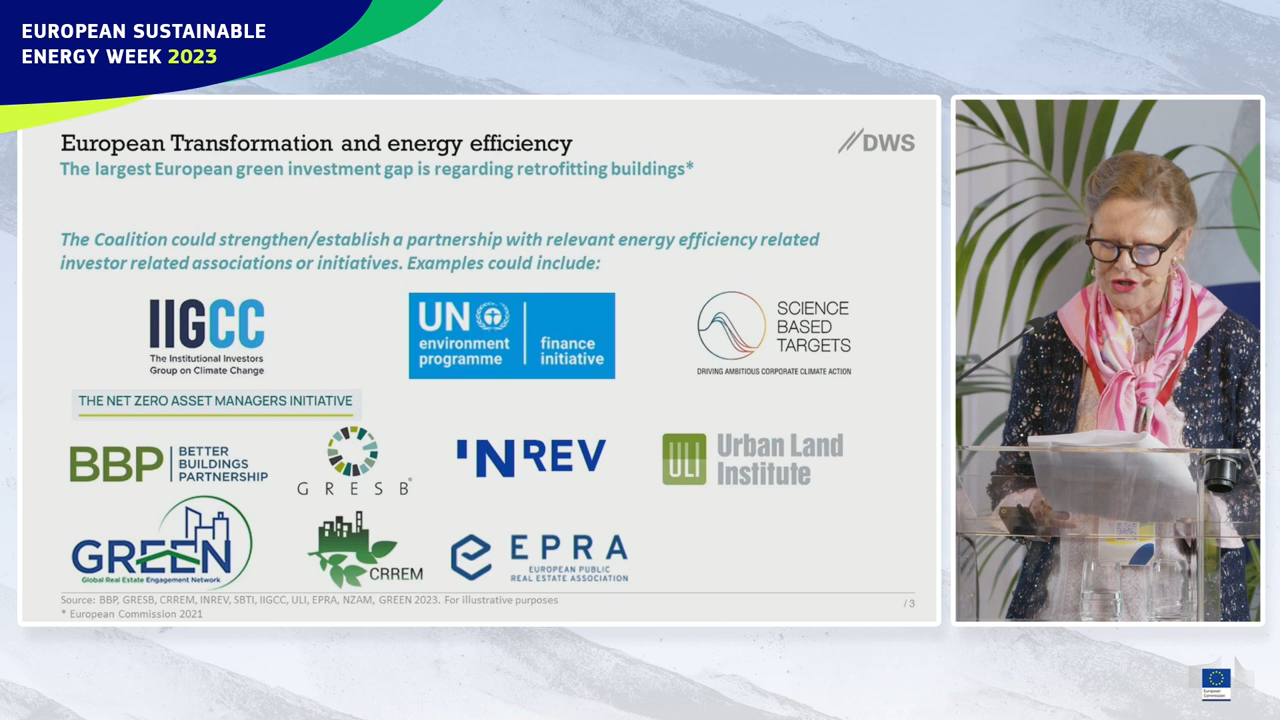 EUROPEAN SUSTAINABLE
ENERGY WEEK 2023
European Transformation and energy efficiency
DWS
The largest European green investment gap is regarding retrofitting buildings*
The Coalition could strengthen/establish a partnership with relevant energy efficiency related
investor related associations or initiatives. Examples could include:
IIGCC
The Institutional Investors
Group on Climate Change
UN
environment
programme
finance
initiative
SCIENCE
BASED
TARGETS
DRIVING AMBITIOUS CORPORATE CLIMATE ACTION
THE NET ZERO ASSET MANAGERS INITIATIVE
BBP
BETTER
BUILDINGS
PARTNERSHIP
GRESB®
INREV
ULI
Urban Land
Institute
GREEN
Global Real Estate Engagement Network
CRREM
EPRA
EUROPEAN PUBLIC
REAL ESTATE ASSOCIATION
Source: BBP, GRESB, CRREM, INREV, SBTI, IIGCC, ULI, EPRA, NZAM, GREEN 2023. For illustrative purposes
* European Commission 2021
/ 3
European
Commission